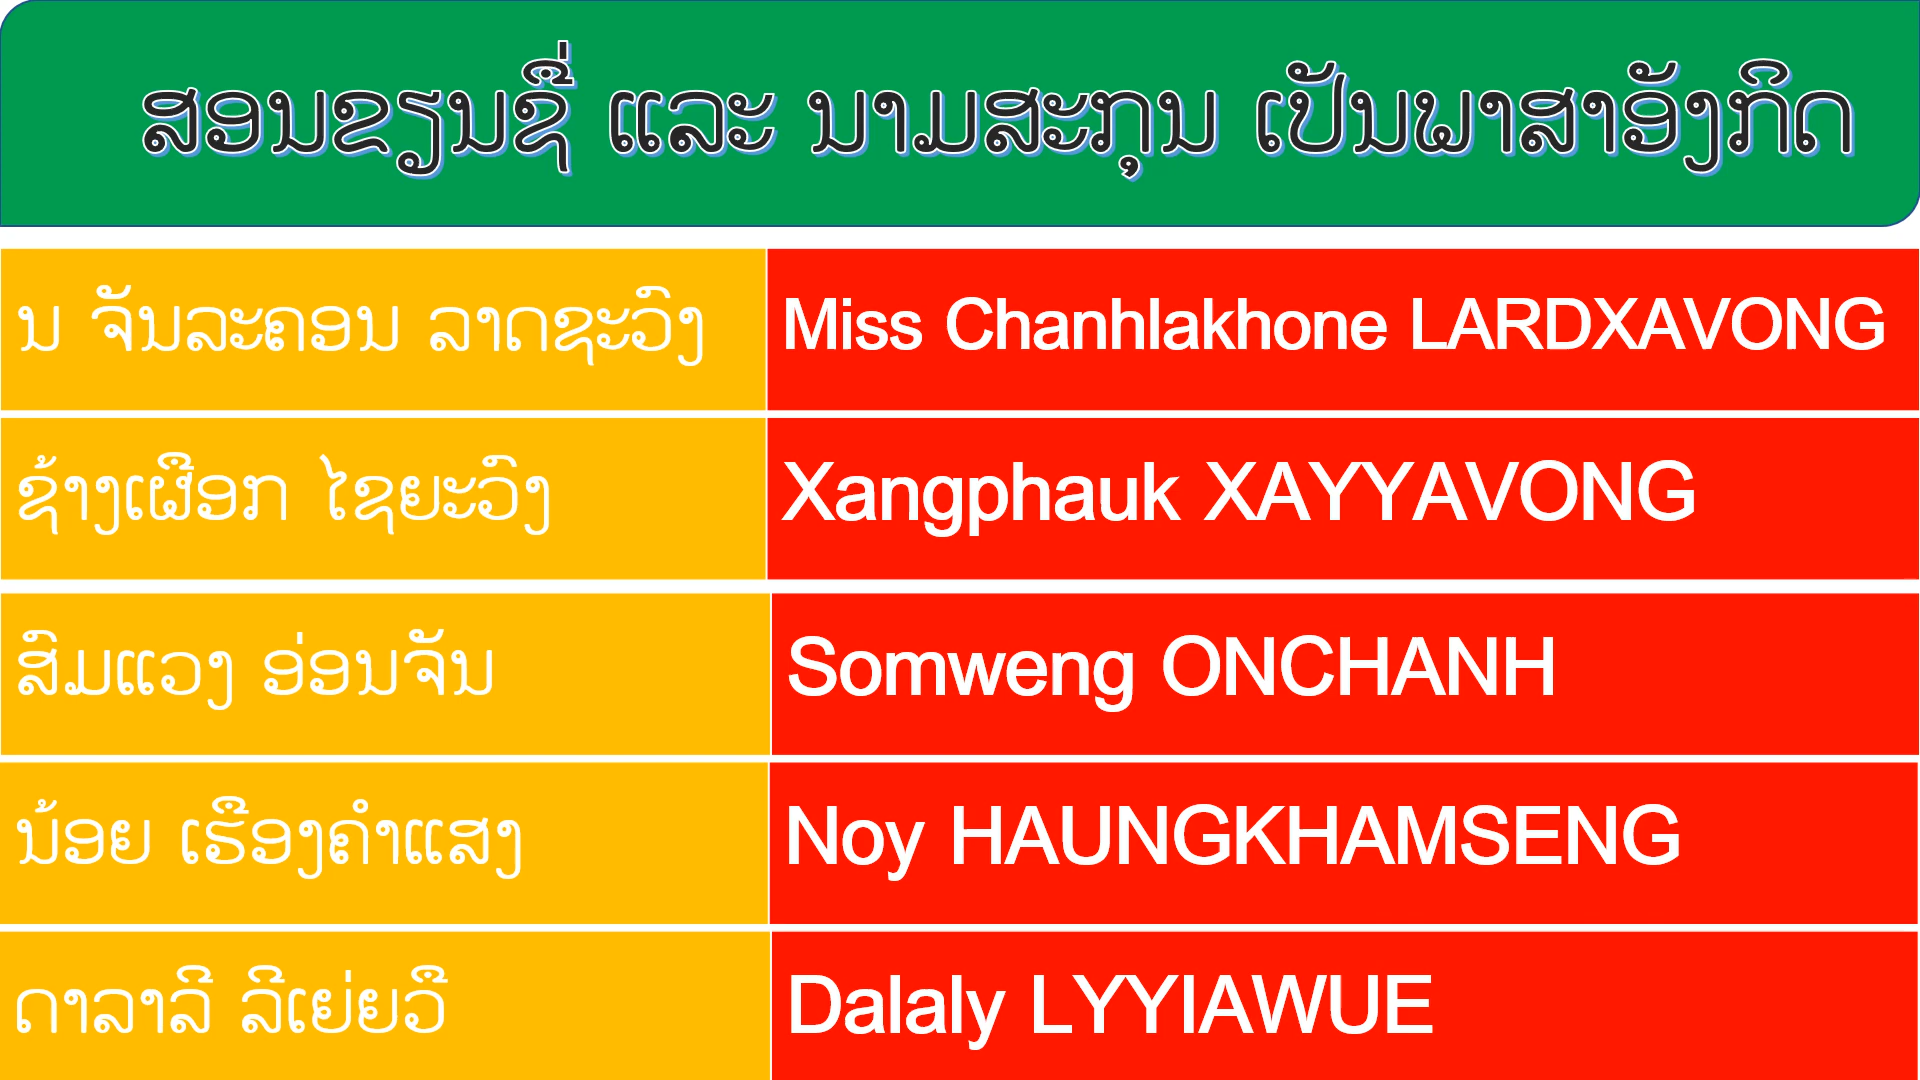 ສອນຂຽນຊື່ ແລະ ນາມສະກຸນ ເປັນພາສາອັງກິດ
ນ ຈັນລະຄອນ ລາດຊະວົງ Miss Chanhlakhone LARDXAVONG
ຊ້າງເຜືອກ ໄຊຍະວົງ Xangphauk XAYYAVONG
ສົມແວງ ອ່ອນຈັນ Somweng ONCHANH
ນ້ອຍ ເຮືອງຄຳແສງ Noy HAUNGKHAMSENG
ດາລາລີ ລີເຍ່ຍວື Dalaly LYYIAWUE